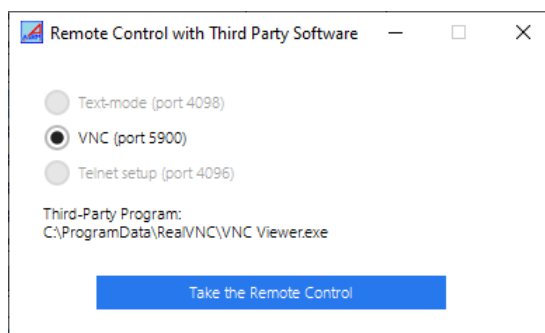 Remote Control with Third Party Software
Text-mode (port 4098)
VNC (port 5900)
Telnet setup (port 4096)
Third-Party Program:
C:\ProgramData\RealVNC\VNC Viewer.exe
Take the Remote Control